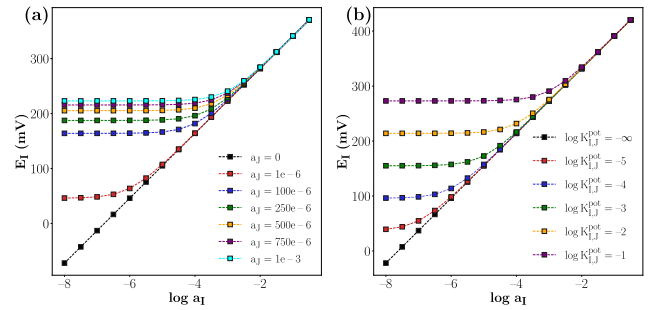 (a)
(b)
E_I (mV)
300
200
100
0
a_J = 0
a_J = 1e−6
a_J = 100e−6
a_J = 250e−6
a_J = 500e−6
a_J = 750e−6
a_J = 1e−3
−8
−6
−4
−2
log a_I
E_I (mV)
400
300
200
100
0
log K^pot_I,J = −∞
log K^pot_I,J = −5
log K^pot_I,J = −4
log K^pot_I,J = −3
log K^pot_I,J = −2
log K^pot_I,J = −1
−8
−6
−4
−2
log a_I